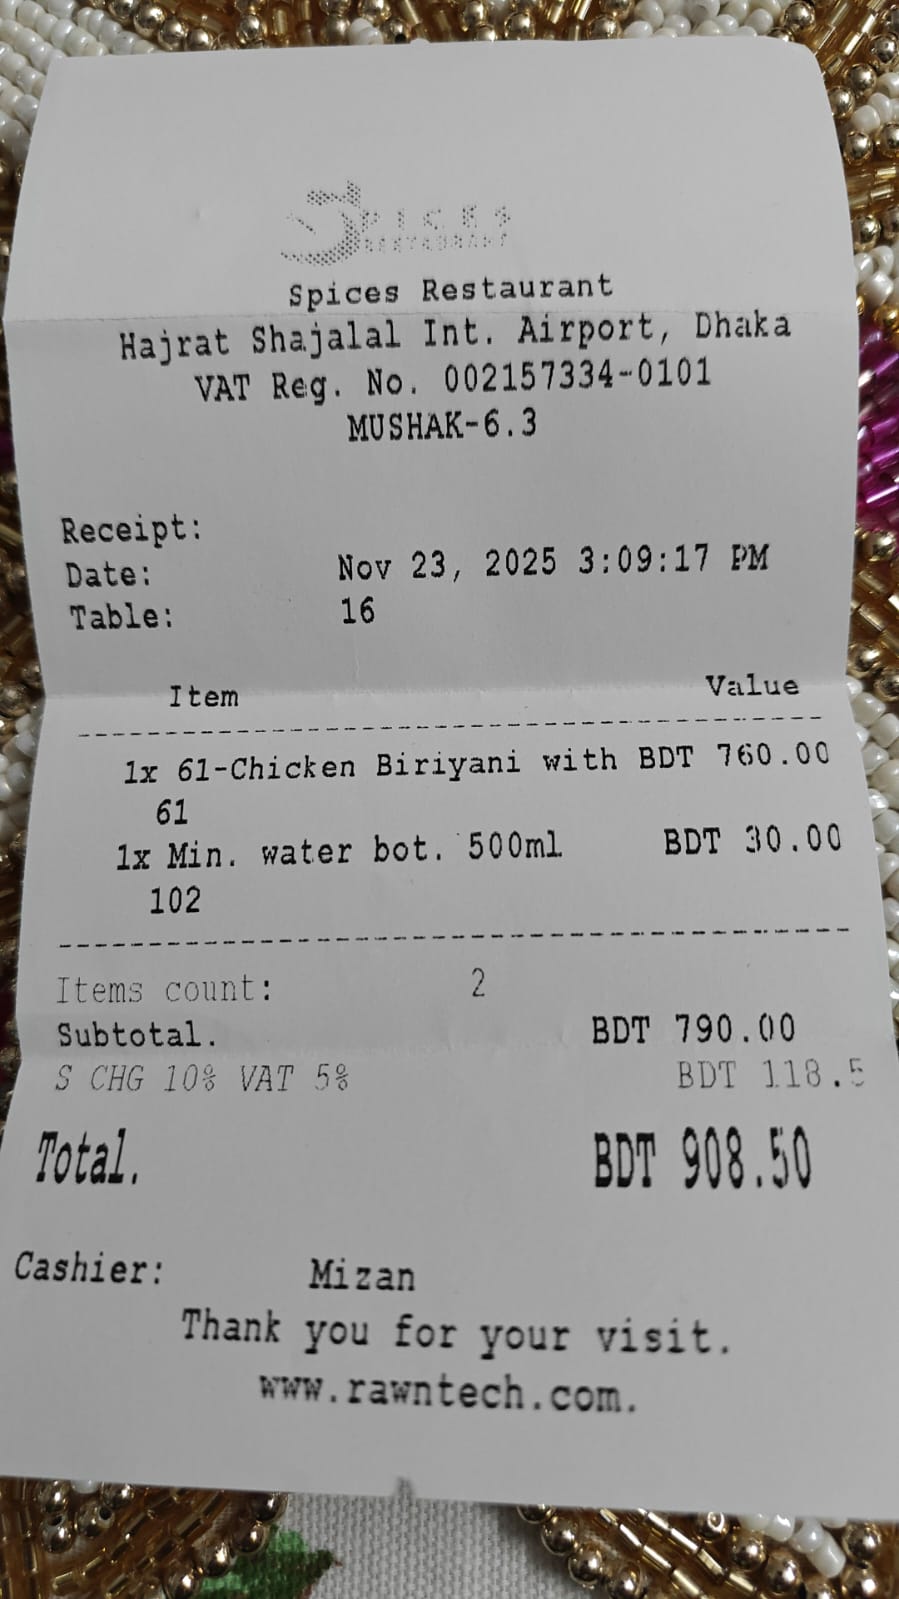 SPICES
RESTAURANT
Spices Restaurant
Hajrat Shajalal Int. Airport, Dhaka
VAT Reg. No. 002157334-0101
MUSHAK-6.3
Receipt:
Date: Nov 23, 2025 3:09:17 PM
Table: 16
Item Value
1x 61-Chicken Biriyani with BDT 760.00
61
1x Min. water bot. 500ml BDT 30.00
102
Items count: 2
Subtotal. BDT 790.00
S CHG 10% VAT 5% BDT 118.5
Total. BDT 908.50
Cashier: Mizan
Thank you for your visit.
www.rawntech.com.